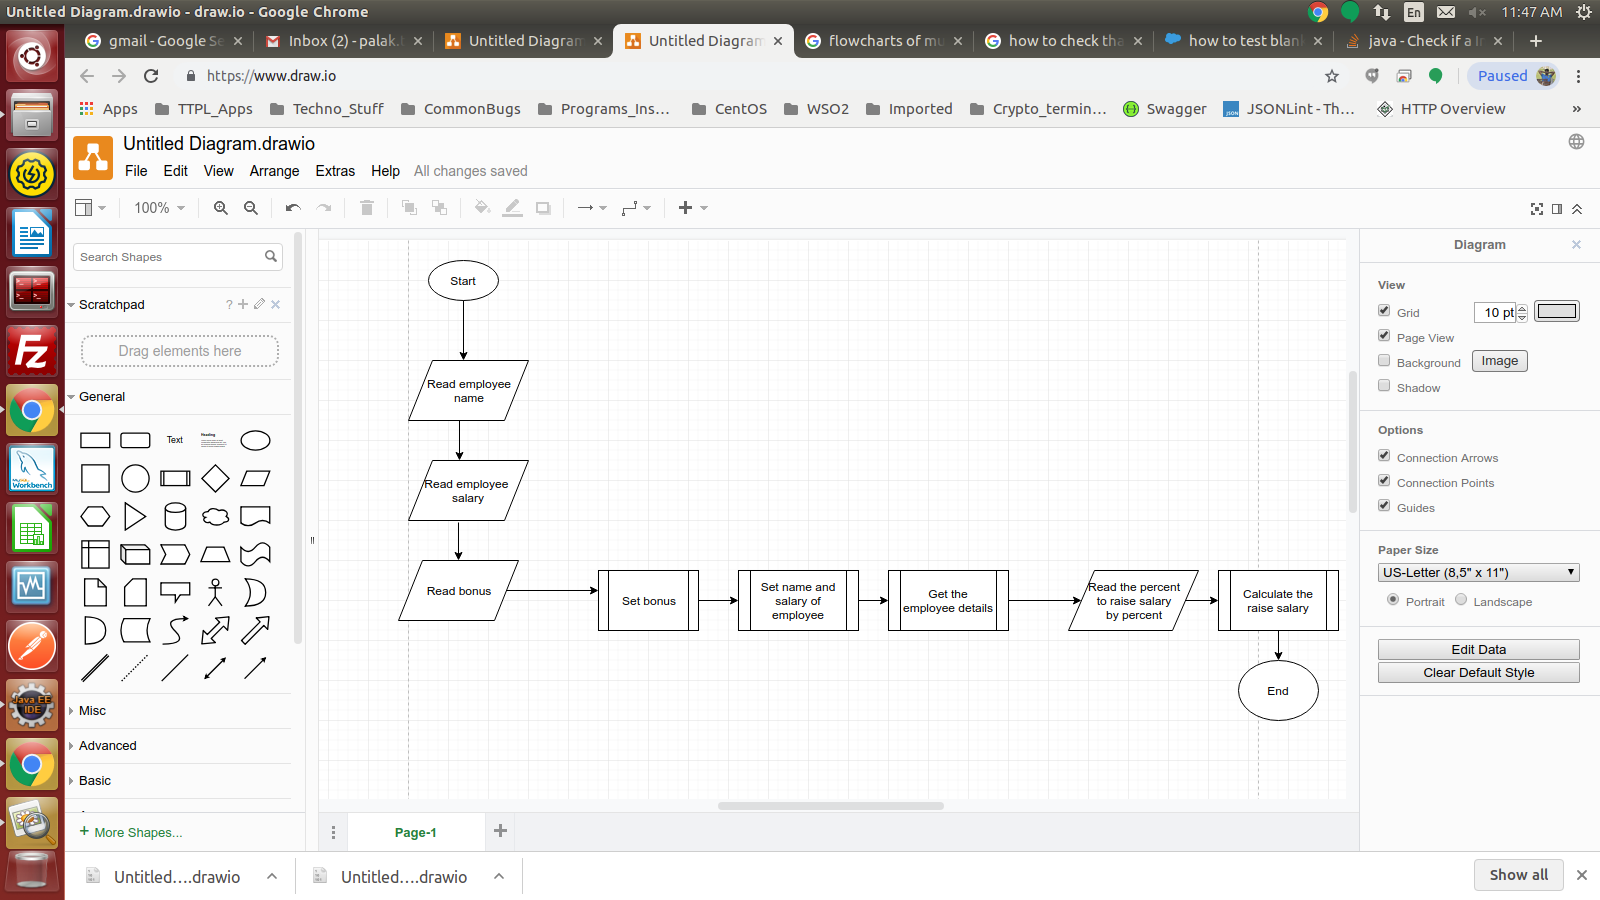 Untitled Diagram.drawio - draw.io - Google Chrome
En
11:47 AM
gmail - Google Se
Inbox (2) - palak.
Untitled Diagram
Untitled Diagram
flowcharts of mu
how to check tha
how to test blan
java - Check if a
https://www.draw.io
Paused
Apps
TTPL_Apps
Techno_Stuff
CommonBugs
Programs_Ins...
CentOS
WSO2
Imported
Crypto_termin...
Swagger
JSONLint - Th...
HTTP Overview
»
Untitled Diagram.drawio
File Edit View Arrange Extras Help All changes saved
100%
Search Shapes
Scratchpad
?
Drag elements here
General
Text
Heading
Misc
Advanced
Basic
+ More Shapes...
Start
Read employee
name
Read employee
salary
Read bonus
Set bonus
Set name and
salary of
employee
Get the
employee details
Read the percent
to raise salary
by percent
Calculate the
raise salary
End
Page-1
Diagram
View
Grid
10 pt
Page View
Background
Image
Shadow
Options
Connection Arrows
Connection Points
Guides
Paper Size
US-Letter (8,5" x 11")
Portrait
Landscape
Edit Data
Clear Default Style
Fz
Workbench
Java EE
IDE
Untitled....drawio
Untitled....drawio
Show all